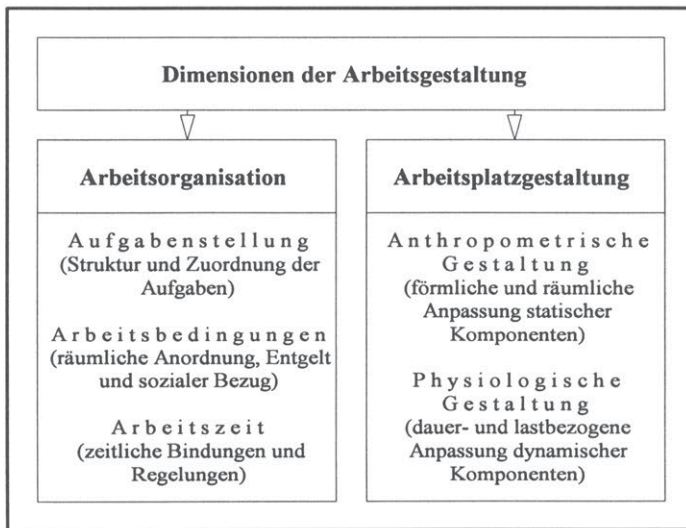 Dimensionen der Arbeitsgestaltung
Arbeitsorganisation
Aufgabenstellung
(Struktur und Zuordnung der
Aufgaben)
Arbeitsbedingungen
(räumliche Anordnung, Entgelt
und sozialer Bezug)
Arbeitszeit
(zeitliche Bindungen und
Regelungen)
Arbeitsplatzgestaltung
Anthropometrische
Gestaltung
(förmliche und räumliche
Anpassung statischer
Komponenten)
Physiologische
Gestaltung
(dauer- und lastbezogene
Anpassung dynamischer
Komponenten)